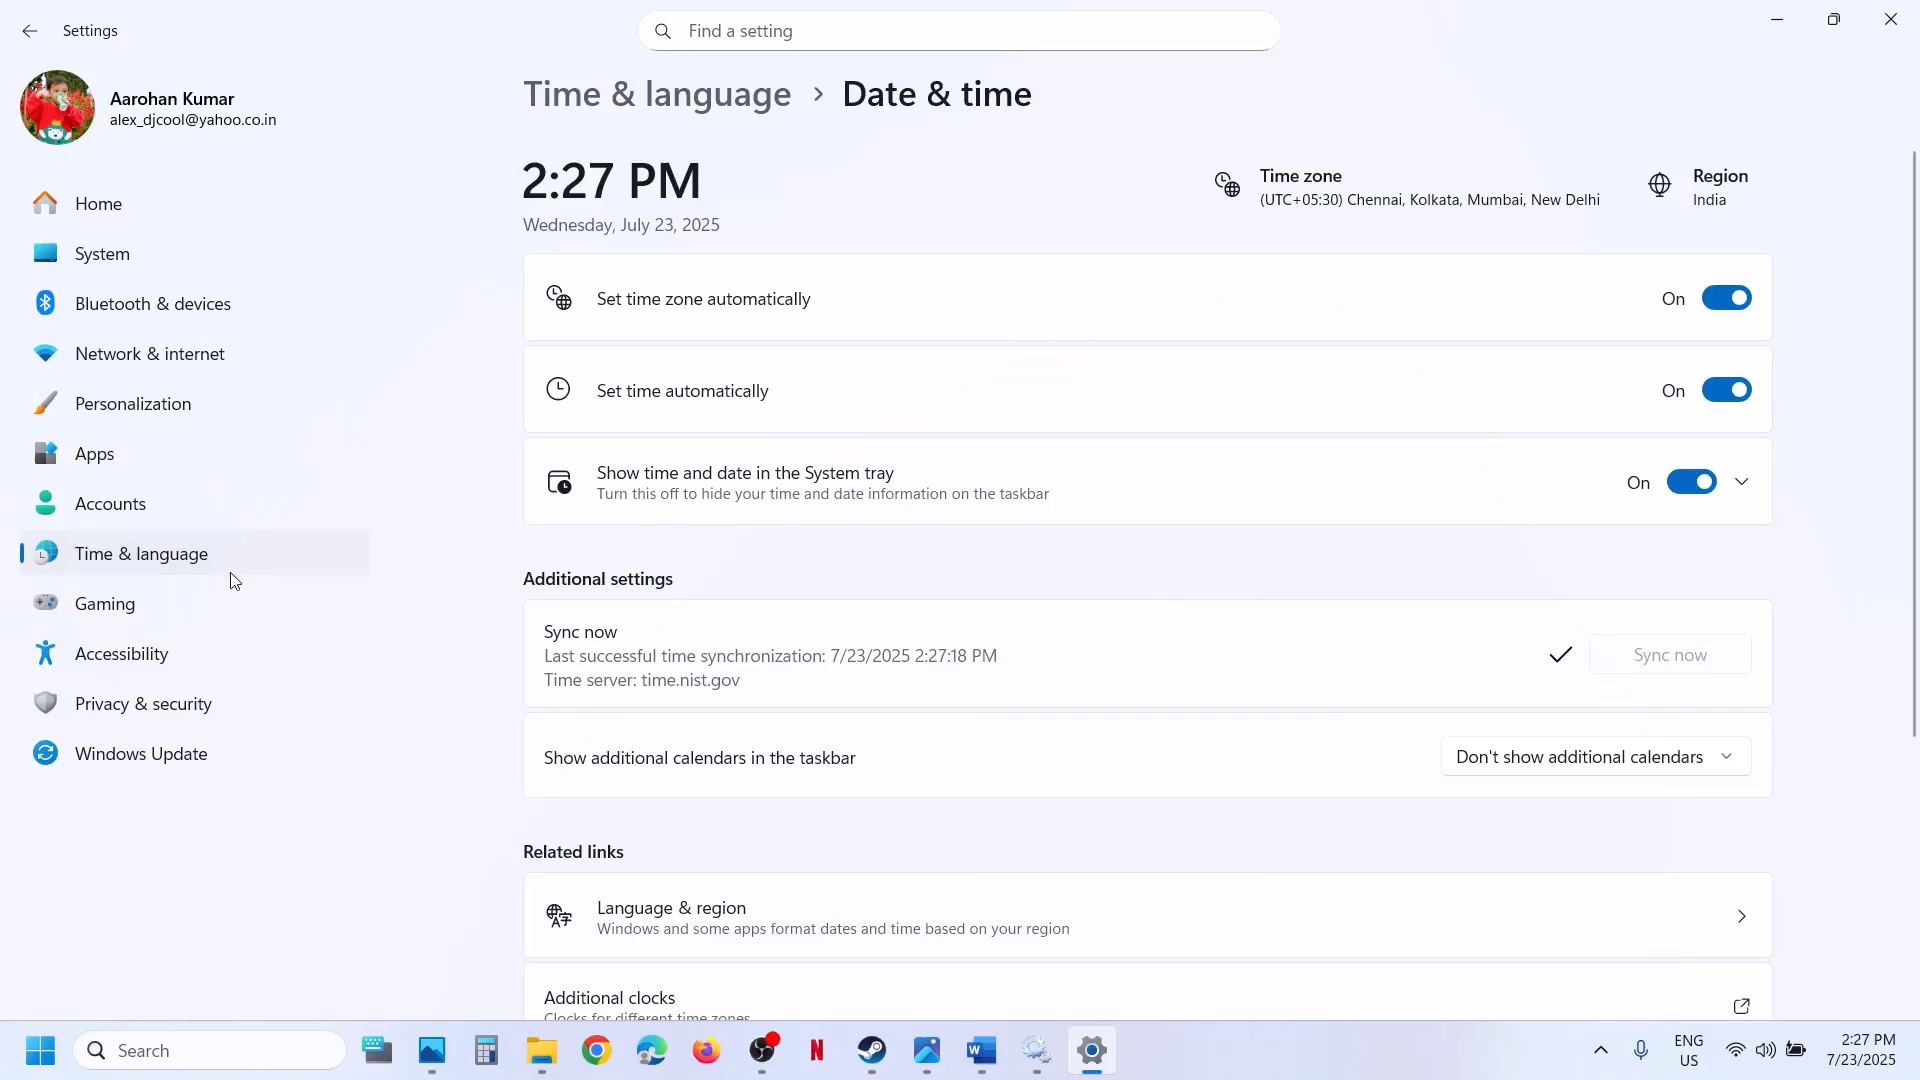 Settings
Find a setting
Aarohan Kumar
alex_djcool@yahoo.co.in
Home
System
Bluetooth & devices
Network & internet
Personalization
Apps
Accounts
Time & language
Gaming
Accessibility
Privacy & security
Windows Update
Time & language › Date & time
2:27 PM
Wednesday, July 23, 2025
Time zone
(UTC+05:30) Chennai, Kolkata, Mumbai, New Delhi
Region
India
Set time zone automatically
On
Set time automatically
On
Show time and date in the System tray
Turn this off to hide your time and date information on the taskbar
On
Additional settings
Sync now
Last successful time synchronization: 7/23/2025 2:27:18 PM
Time server: time.nist.gov
Sync now
Show additional calendars in the taskbar
Don't show additional calendars
Related links
Language & region
Windows and some apps format dates and time based on your region
Additional clocks
Clocks for different time zones
Search
ENG
US
2:27 PM
7/23/2025